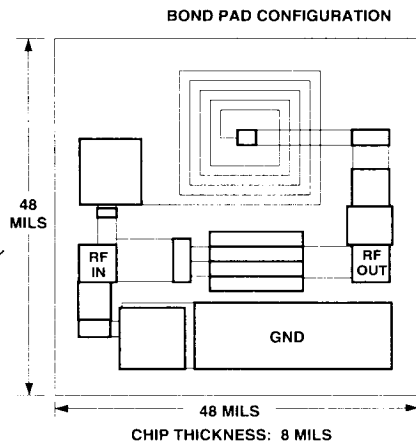 BOND PAD CONFIGURATION
48
MILS
RF
IN
RF
OUT
GND
48 MILS
CHIP THICKNESS: 8 MILS